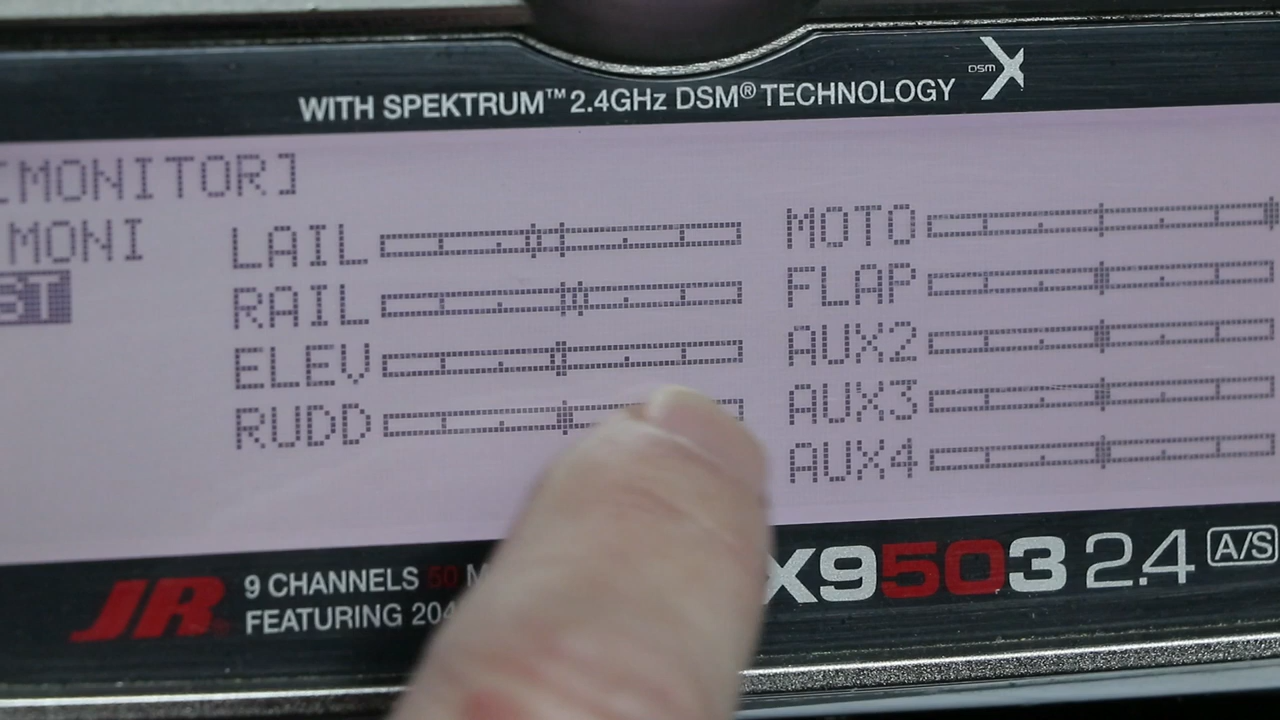 WITH SPEKTRUM™ 2.4GHz DSM® TECHNOLOGY
DSM X
[MONITOR]
MONI
ST
LAIL
RAIL
ELEV
RUDD
MOTO
FLAP
AUX2
AUX3
AUX4
JR
9 CHANNELS 50
FEATURING
X9503 2.4 A/S